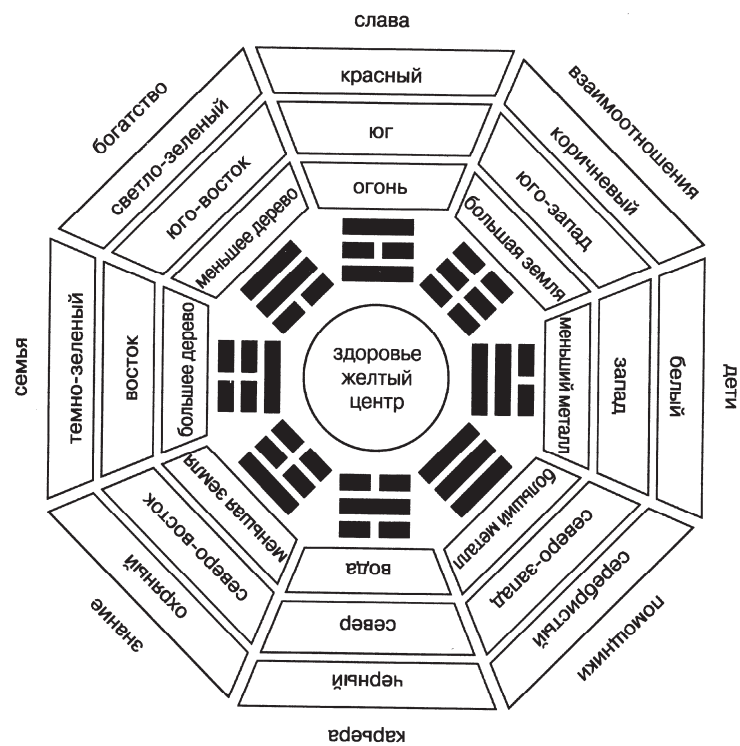 слава
красный
юг
огонь
взаимоотношения
коричневый
юго-запад
большая земля
дети
белый
запад
меньший металл
помощники
серебристый
северо-запад
больший металл
карьера
черный
север
вода
знание
охряный
северо-восток
меньшая земля
семья
темно-зеленый
восток
большее дерево
богатство
светло-зеленый
юго-восток
меньшее дерево
здоровье
желтый
центр